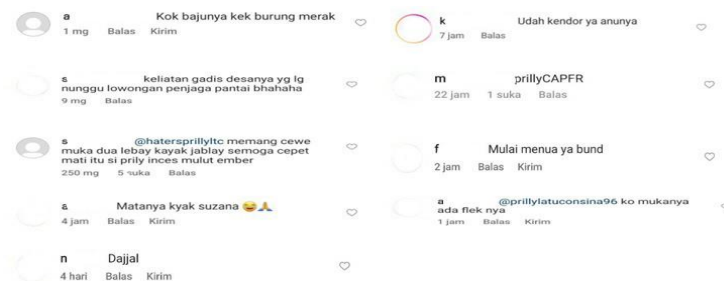 a Kok bajunya kek burung merak
1 mg Balas Kirim
s keliatan gadis desanya yg lg
nunggu lowongan penjaga pantai bhahaha
9 mg Balas
s @hatersprillyltc memang cewe
muka dua lebay kayak jablay semoga cepet
mati itu si prily inces mulut ember
250 mg 5 suka Balas
a Matanya kyak suzana 😂🙏
4 jam Balas Kirim
n Dajjal
4 hari Balas Kirim
k Udah kendor ya anunya
7 jam Balas
m prillyCAPFR
22 jam 1 suka Balas
f Mulai menua ya bund
2 jam Balas Kirim
a @prillylatuconsina96 ko mukanya
ada flek nya
1 jam Balas Kirim